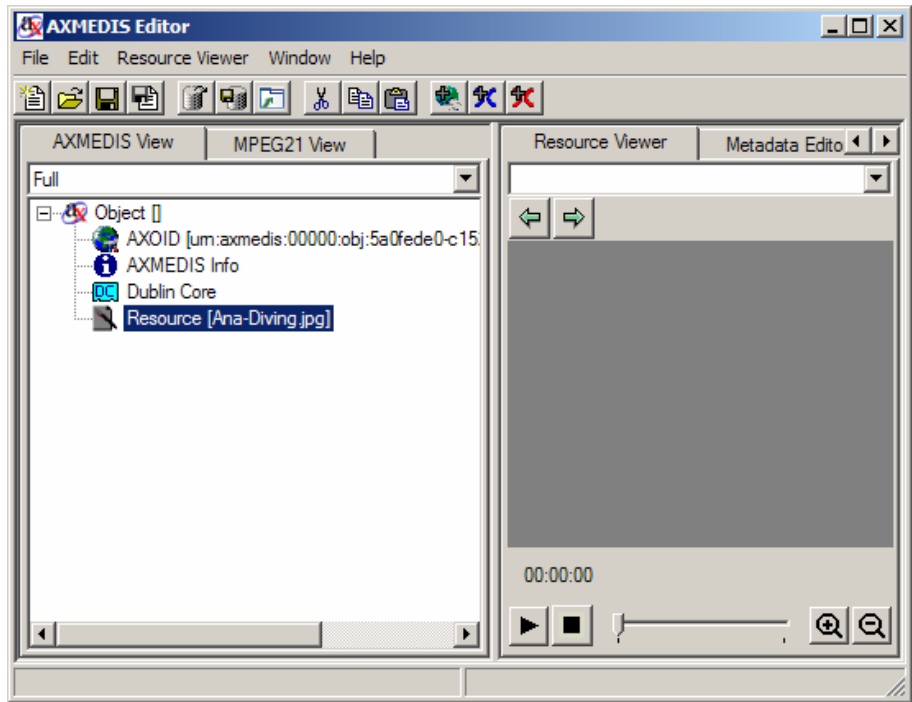 AXMEDIS Editor
File Edit Resource Viewer Window Help
AXMEDIS View MPEG21 View
Resource Viewer Metadata Edito
Full
Object []
AXOID [urn:axmedis:00000:obj:5a0fede0-c15
AXMEDIS Info
DC Dublin Core
Resource [Ana-Diving.jpg]
00:00:00